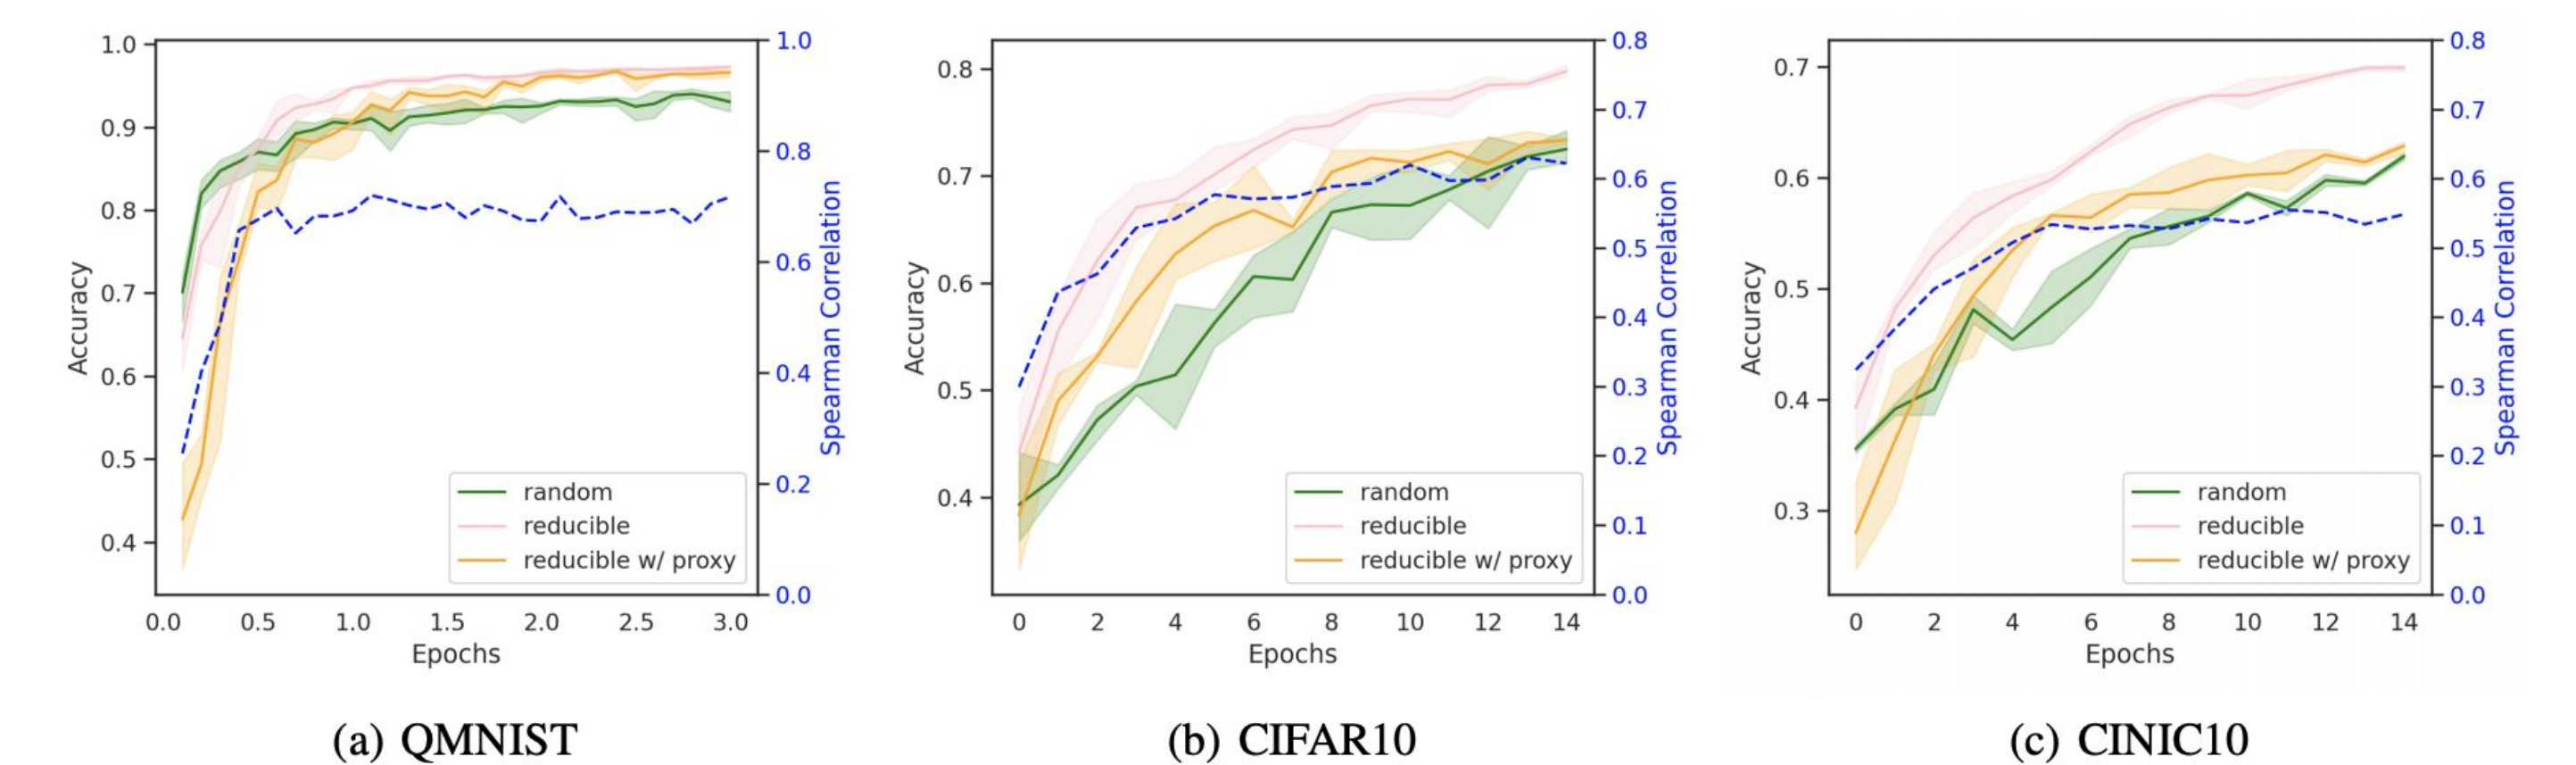 1.0
0.9
0.8
0.7
0.6
0.5
0.4
Accuracy
1.0
0.8
0.6
0.4
0.2
0.0
Spearman Correlation
random
reducible
reducible w/ proxy
0.0 0.5 1.0 1.5 2.0 2.5 3.0
Epochs
(a) QMNIST
0.8
0.7
0.6
0.5
0.4
Accuracy
0.8
0.7
0.6
0.5
0.4
0.3
0.2
0.1
0.0
Spearman Correlation
random
reducible
reducible w/ proxy
0 2 4 6 8 10 12 14
Epochs
(b) CIFAR10
0.7
0.6
0.5
0.4
0.3
Accuracy
0.8
0.7
0.6
0.5
0.4
0.3
0.2
0.1
0.0
Spearman Correlation
random
reducible
reducible w/ proxy
0 2 4 6 8 10 12 14
Epochs
(c) CINIC10